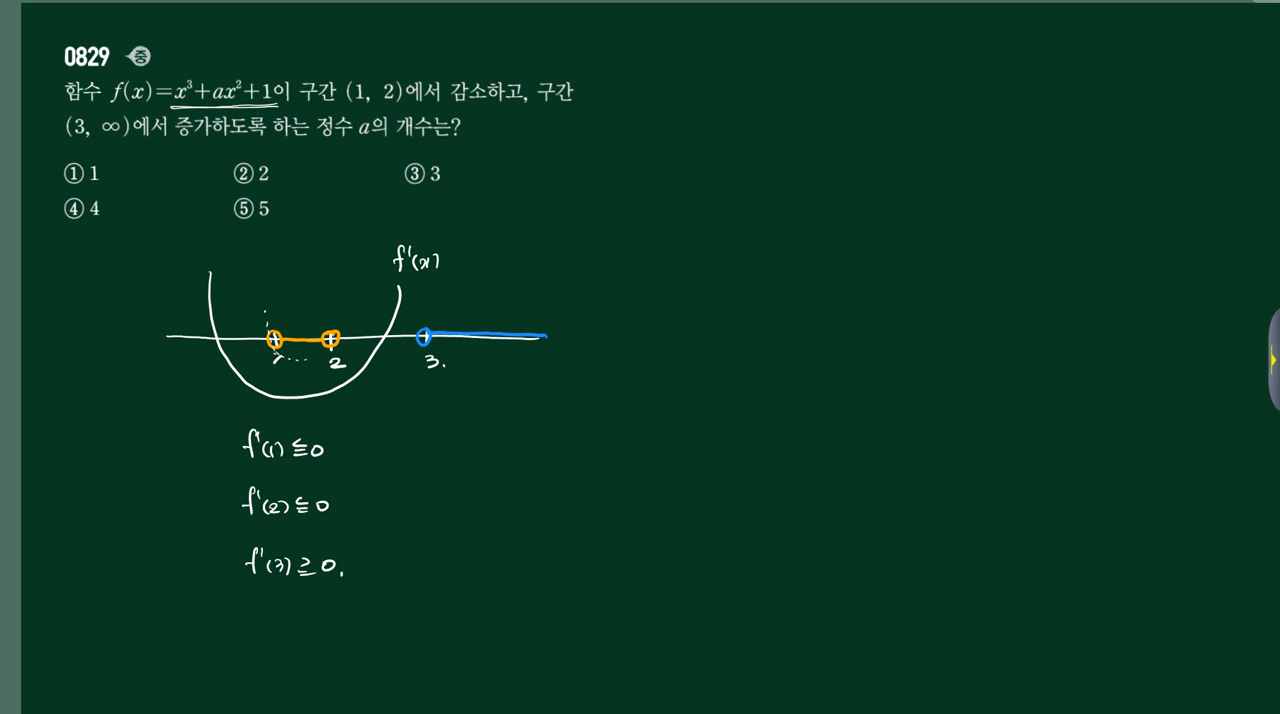 0829 중
함수 f(x)=x³+ax²+1이 구간 (1, 2)에서 감소하고, 구간
(3, ∞)에서 증가하도록 하는 정수 a의 개수는?
① 1 ② 2 ③ 3
④ 4 ⑤ 5
f'(x)
2 3.
f'(1) ≦ 0
f'(2) ≦ 0
f'(3) ≧ 0.